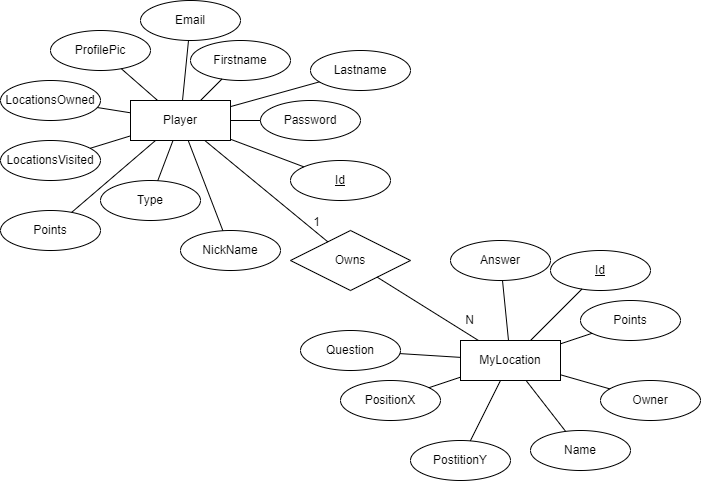 Email
ProfilePic
Firstname
Lastname
LocationsOwned
Player
Password
LocationsVisited
Id
Type
Points
NickName
1
Owns
Answer
Id
N
Points
Question
MyLocation
PositionX
Owner
Name
PostitionY